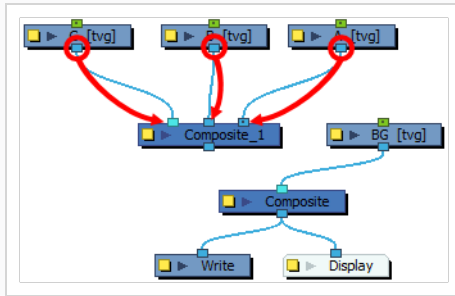 C [tvg]
B [tvg]
A [tvg]
Composite_1
BG [tvg]
Composite
Write
Display